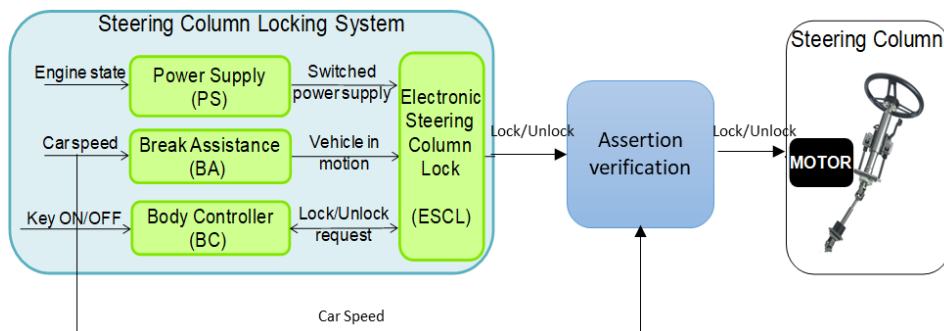 Steering Column Locking System
Engine state
Power Supply
(PS)
Switched
power supply
Car speed
Break Assistance
(BA)
Vehicle in
motion
Key ON/OFF
Body Controller
(BC)
Lock/Unlock
request
Electronic
Steering
Column
Lock
(ESCL)
Lock/Unlock
Assertion
verification
Lock/Unlock
Steering Column
MOTOR
Car Speed